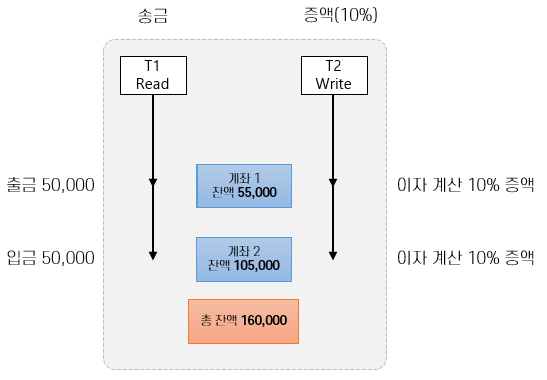 송금
증액(10%)
T1
Read
T2
Write
출금 50,000
계좌 1
잔액 55,000
이자 계산 10% 증액
입금 50,000
계좌 2
잔액 105,000
이자 계산 10% 증액
총 잔액 160,000